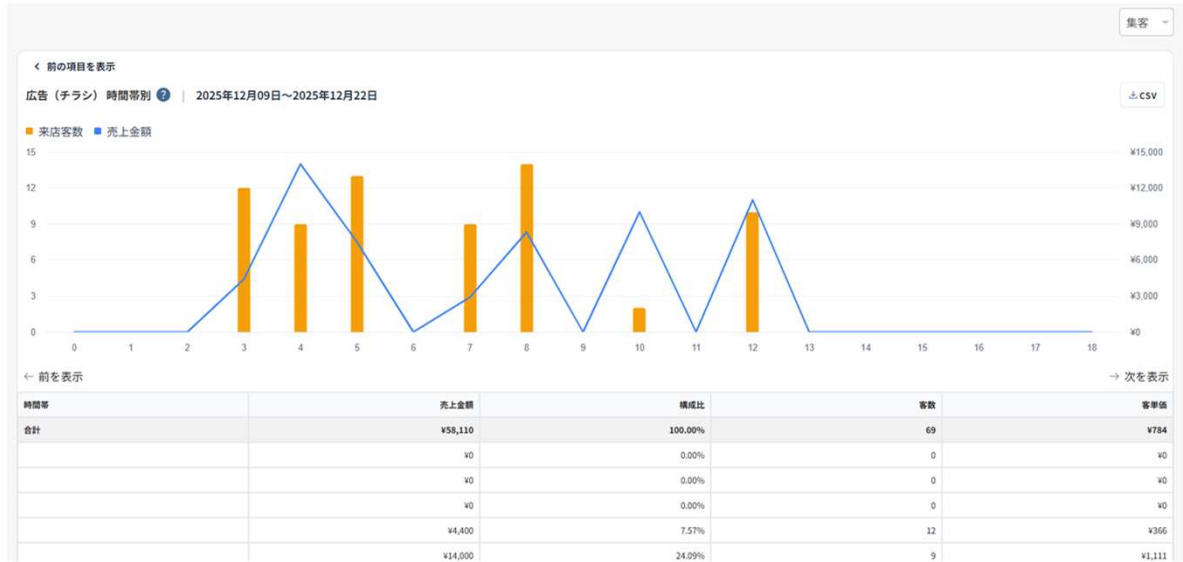 集客
前の項目を表示
広告（チラシ） 時間帯別 ? | 2025年12月09日～2025年12月22日
CSV
来店客数 売上金額
15 ¥15,000
12 ¥12,000
9 ¥9,000
6 ¥6,000
3 ¥3,000
0 ¥0
0 1 2 3 4 5 6 7 8 9 10 11 12 13 14 15 16 17 18
← 前を表示 → 次を表示
時間帯 売上金額 構成比 客数 客単価
合計 ¥58,110 100.00% 69 ¥784
¥0 0.00% 0 ¥0
¥0 0.00% 0 ¥0
¥0 0.00% 0 ¥0
¥4,400 7.57% 12 ¥366
¥14,000 24.09% 9 ¥1,111